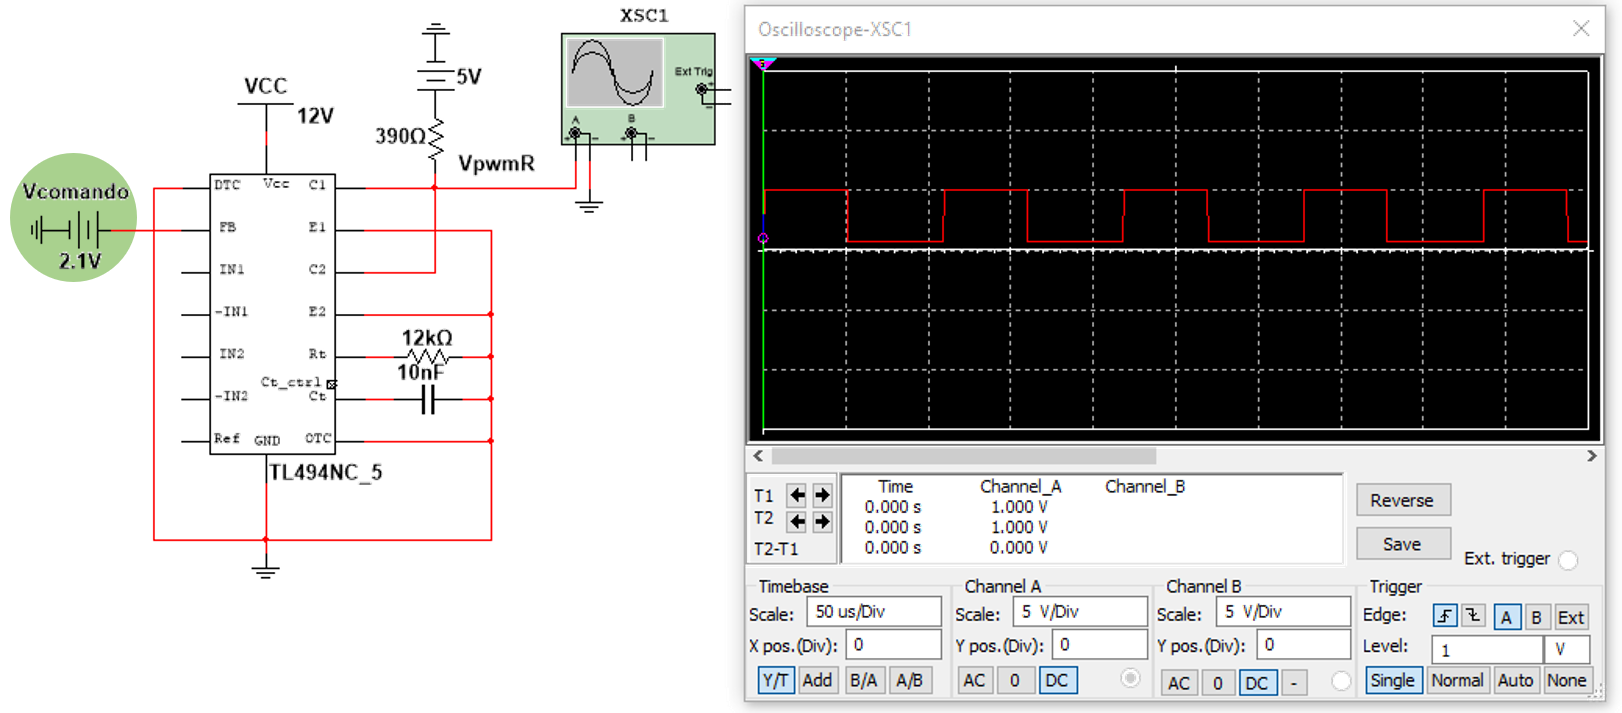 XSC1
Ext Trig
A
B
5V
VCC
12V
390Ω
VpwmR
Vcomando
2.1V
DTC Vcc C1
FB E1
IN1 C2
-IN1 E2
IN2 Rt
Ct_ctrl
-IN2 Ct
Ref GND OTC
12kΩ
10nF
TL494NC_5
Oscilloscope-XSC1
Time Channel_A Channel_B
T1 0.000 s 1.000 V
T2 0.000 s 1.000 V
T2-T1 0.000 s 0.000 V
Reverse
Save
Ext. trigger
Timebase
Scale: 50 us/Div
X pos.(Div): 0
Y/T Add B/A A/B
Channel A
Scale: 5 V/Div
Y pos.(Div): 0
AC 0 DC
Channel B
Scale: 5 V/Div
Y pos.(Div): 0
AC 0 DC -
Trigger
Edge: A B Ext
Level: 1 V
Single Normal Auto None